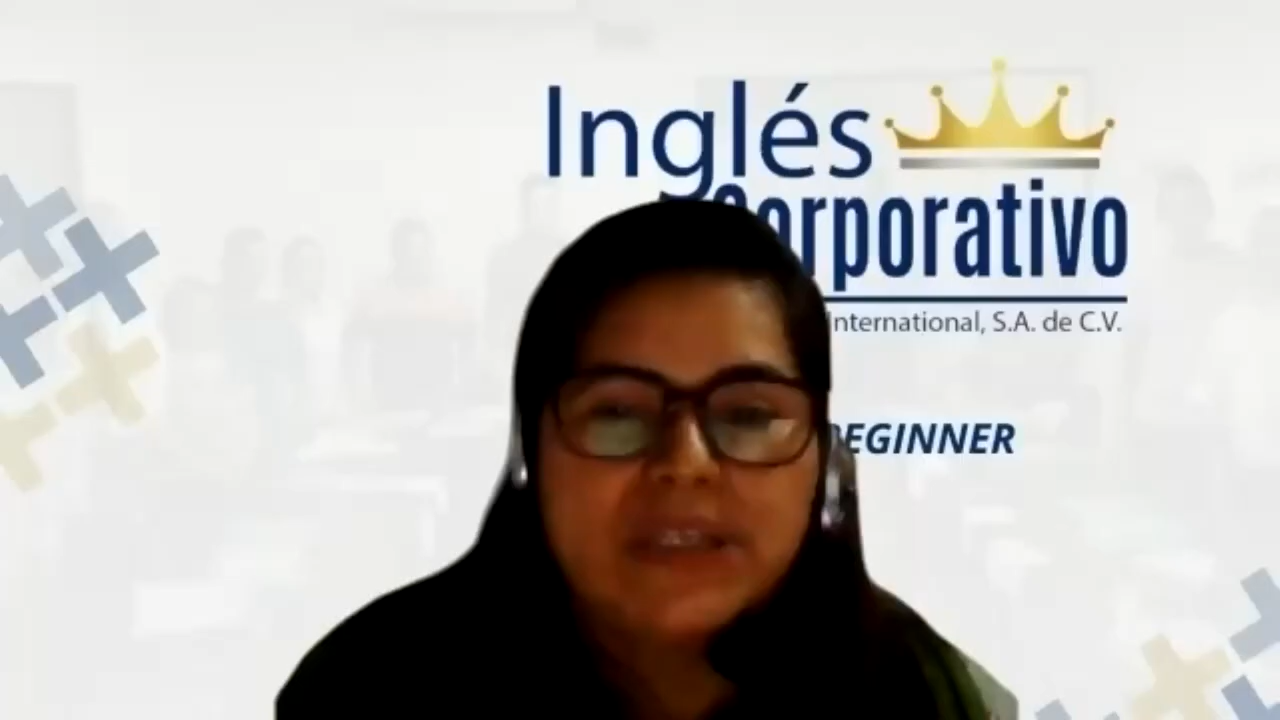 Inglés
Corporativo
International, S.A. de C.V.
BEGINNER